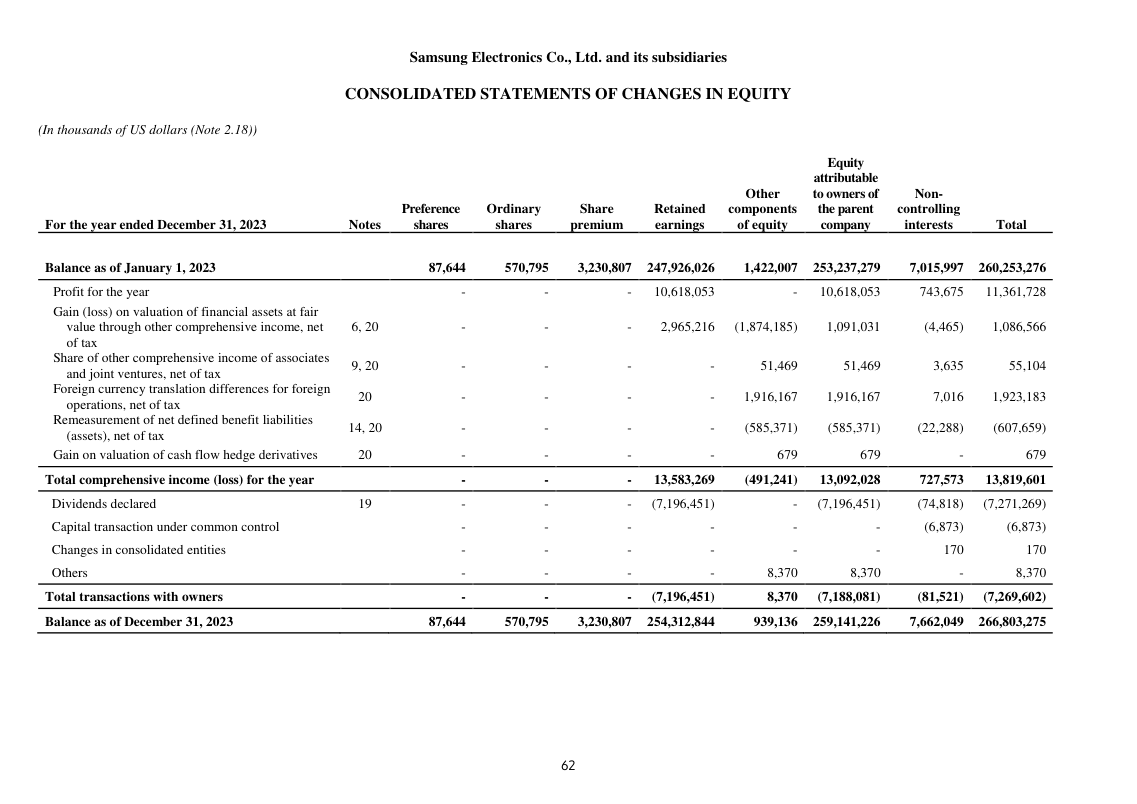 Samsung Electronics Co., Ltd. and its subsidiaries
CONSOLIDATED STATEMENTS OF CHANGES IN EQUITY
(In thousands of US dollars (Note 2.18))
For the year ended December 31, 2023 Notes Preference shares Ordinary shares Share premium Retained earnings Other components of equity Equity attributable to owners of the parent company Non-controlling interests Total
Balance as of January 1, 2023 87,644 570,795 3,230,807 247,926,026 1,422,007 253,237,279 7,015,997 260,253,276
Profit for the year - - - 10,618,053 - 10,618,053 743,675 11,361,728
Gain (loss) on valuation of financial assets at fair
value through other comprehensive income, net 6, 20 - - - 2,965,216 (1,874,185) 1,091,031 (4,465) 1,086,566
of tax
Share of other comprehensive income of associates
and joint ventures, net of tax 9, 20 - - - - 51,469 51,469 3,635 55,104
Foreign currency translation differences for foreign
operations, net of tax 20 - - - - 1,916,167 1,916,167 7,016 1,923,183
Remeasurement of net defined benefit liabilities
(assets), net of tax 14, 20 - - - - (585,371) (585,371) (22,288) (607,659)
Gain on valuation of cash flow hedge derivatives 20 - - - - 679 679 - 679
Total comprehensive income (loss) for the year - - - 13,583,269 (491,241) 13,092,028 727,573 13,819,601
Dividends declared 19 - - - (7,196,451) - (7,196,451) (74,818) (7,271,269)
Capital transaction under common control - - - - - - (6,873) (6,873)
Changes in consolidated entities - - - - - - 170 170
Others - - - - 8,370 8,370 - 8,370
Total transactions with owners - - - (7,196,451) 8,370 (7,188,081) (81,521) (7,269,602)
Balance as of December 31, 2023 87,644 570,795 3,230,807 254,312,844 939,136 259,141,226 7,662,049 266,803,275
62